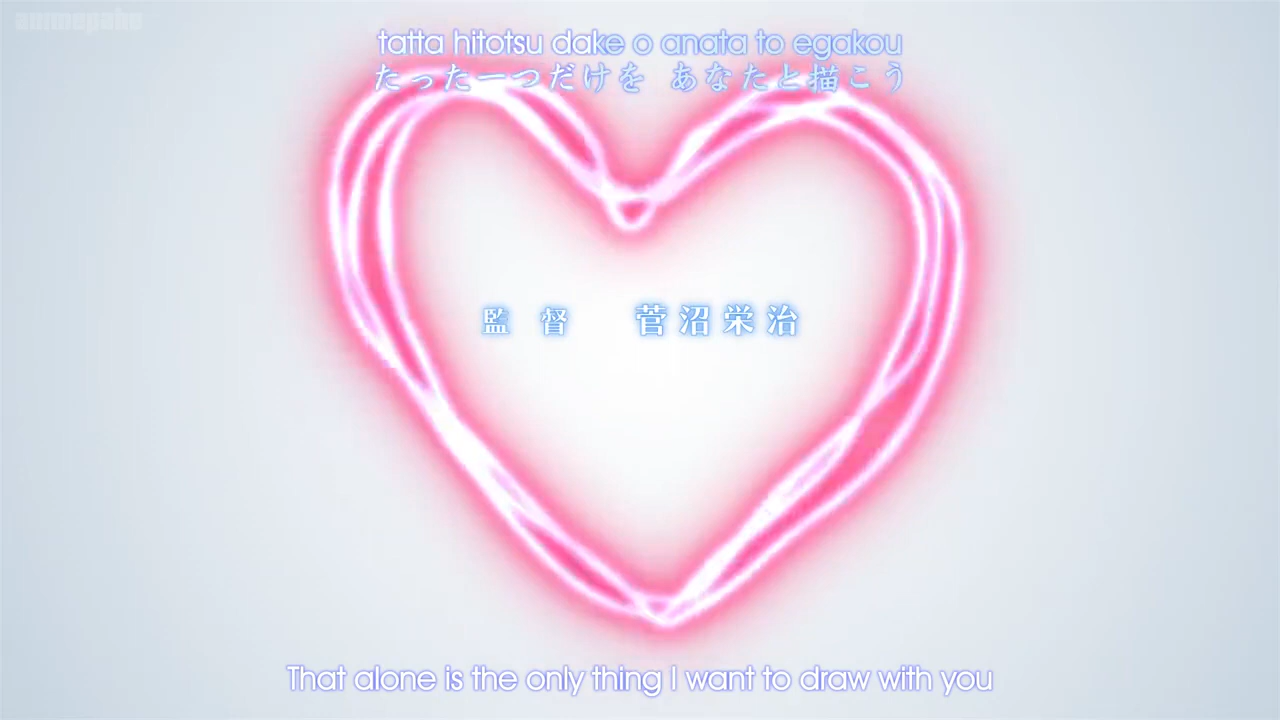 tatta hitotsu dake o anata to egakou
たった一つだけを あなたと描こう
監督 菅沼栄治
That alone is the only thing I want to draw with you